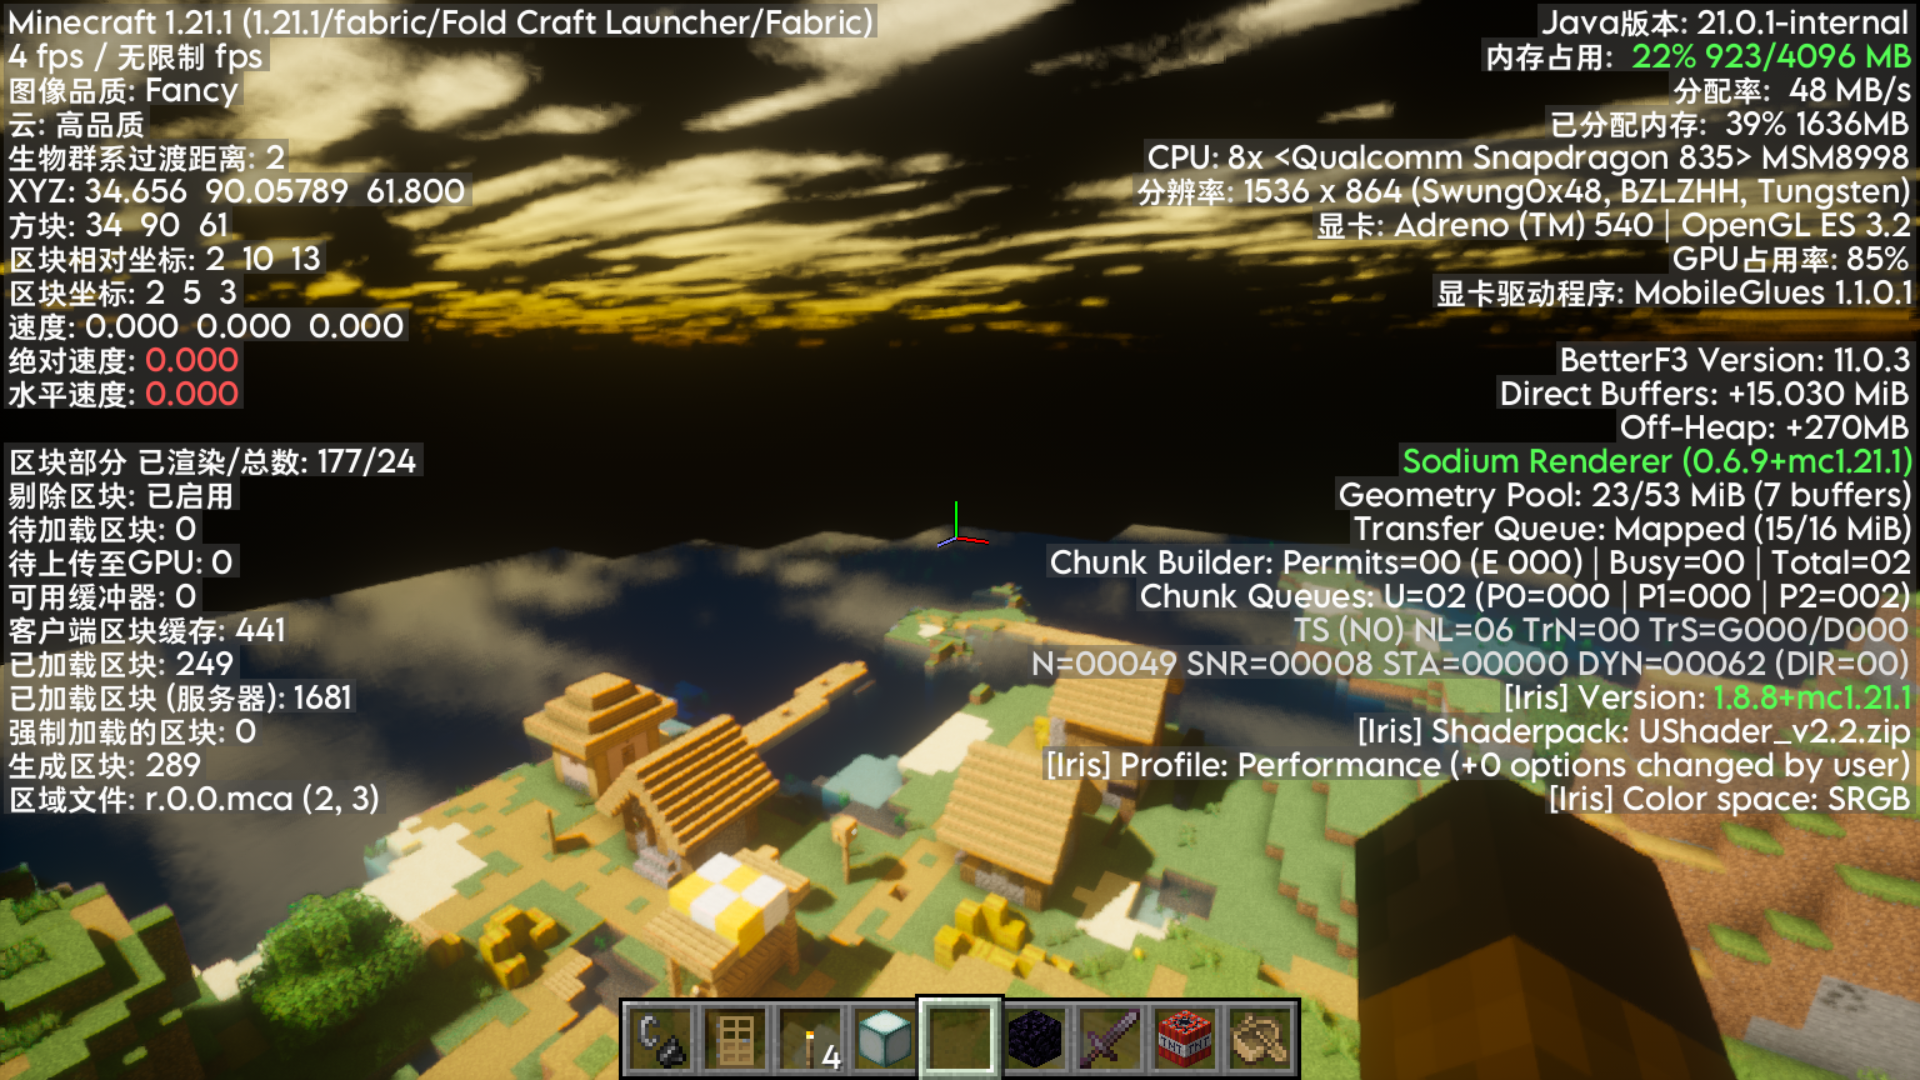 Minecraft 1.21.1 (1.21.1/fabric/Fold Craft Launcher/Fabric)
4 fps / 无限制 fps
图像品质: Fancy
云: 高品质
生物群系过渡距离: 2
XYZ: 34.656 90.05789 61.800
方块: 34 90 61
区块相对坐标: 2 10 13
区块坐标: 2 5 3
速度: 0.000 0.000 0.000
绝对速度: 0.000
水平速度: 0.000
区块部分 已渲染/总数: 177/24
剔除区块: 已启用
待加载区块: 0
待上传至GPU: 0
可用缓冲器: 0
客户端区块缓存: 441
已加载区块: 249
已加载区块 (服务器): 1681
强制加载的区块: 0
生成区块: 289
区域文件: r.0.0.mca (2, 3)
Java版本: 21.0.1-internal
内存占用: 22% 923/4096 MB
分配率: 48 MB/s
已分配内存: 39% 1636MB
CPU: 8x <Qualcomm Snapdragon 835> MSM8998
分辨率: 1536 x 864 (Swung0x48, BZLZHH, Tungsten)
显卡: Adreno (TM) 540 | OpenGL ES 3.2
GPU占用率: 85%
显卡驱动程序: MobileGlues 1.1.0.1
BetterF3 Version: 11.0.3
Direct Buffers: +15.030 MiB
Off-Heap: +270MB
Sodium Renderer (0.6.9+mc1.21.1)
Geometry Pool: 23/53 MiB (7 buffers)
Transfer Queue: Mapped (15/16 MiB)
Chunk Builder: Permits=00 (E 000) | Busy=00 | Total=02
Chunk Queues: U=02 (P0=000 | P1=000 | P2=002)
TS (N0) NL=06 TrN=00 TrS=G000/D000
N=00049 SNR=00008 STA=00000 DYN=00062 (DIR=00)
[Iris] Version: 1.8.8+mc1.21.1
[Iris] Shaderpack: UShader_v2.2.zip
[Iris] Profile: Performance (+0 options changed by user)
[Iris] Color space: SRGB
4
TNT TNT